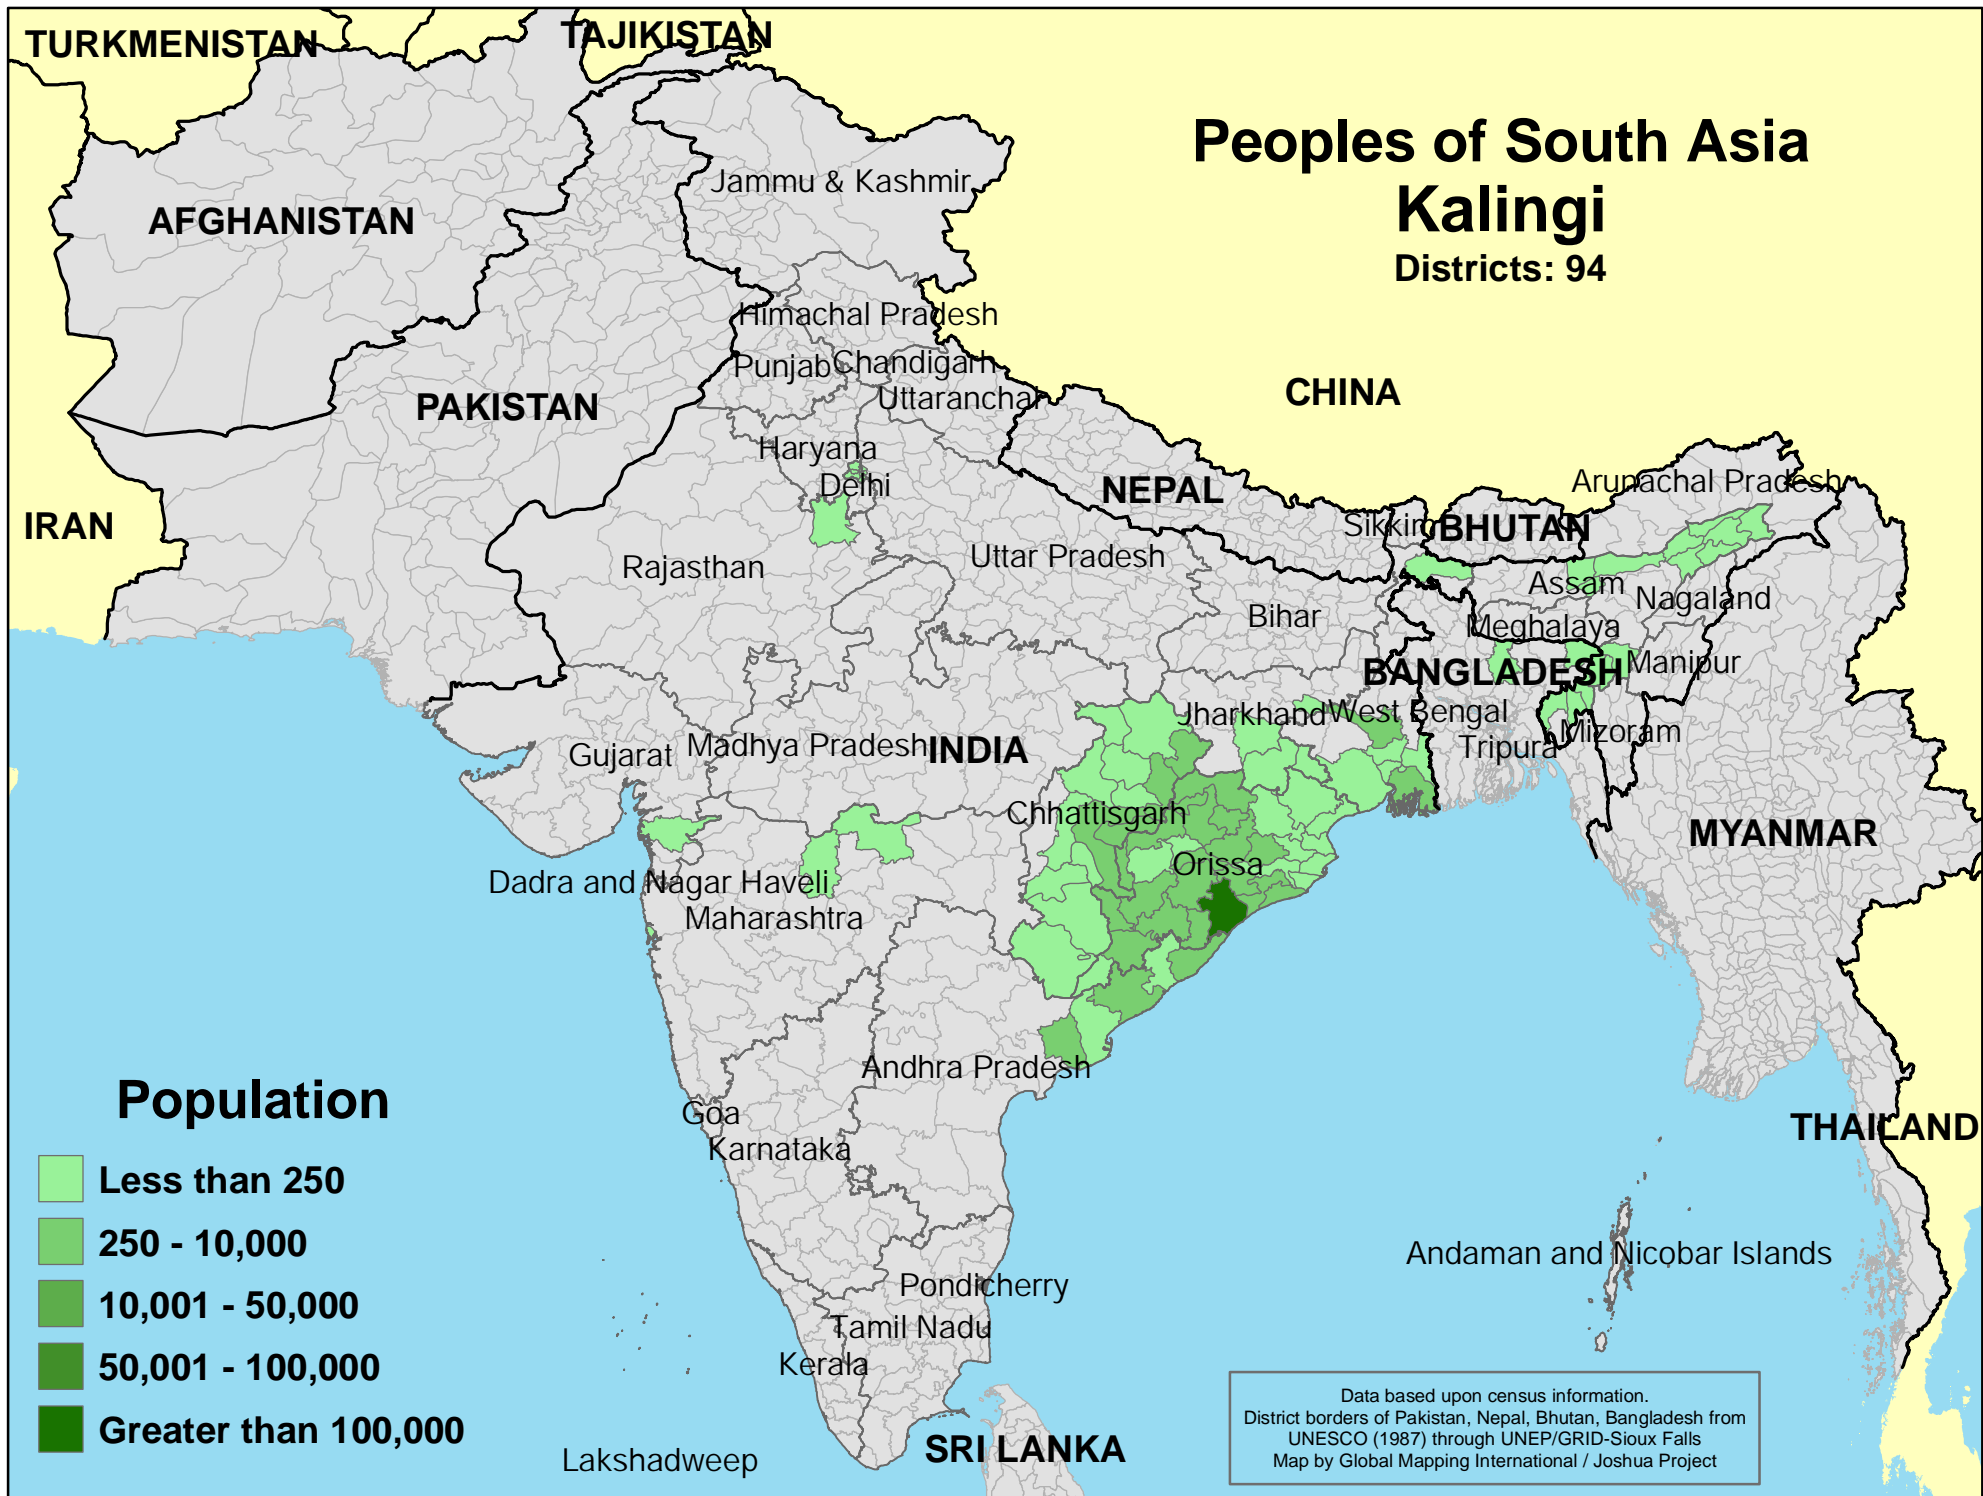 TURKMENISTAN
TAJIKISTAN
Peoples of South Asia
Kalingi
Districts: 94
Jammu & Kashmir
AFGHANISTAN
Himachal Pradesh
Punjab
Chandigarh
Uttaranchal
CHINA
PAKISTAN
Haryana
Delhi
NEPAL
Arunachal Pradesh
IRAN
Sikkim
BHUTAN
Rajasthan
Uttar Pradesh
Assam
Nagaland
Bihar
Meghalaya
BANGLADESH
Manipur
Jharkhand
West Bengal
Gujarat
Madhya Pradesh
INDIA
Tripura
Mizoram
Chhattisgarh
MYANMAR
Orissa
Dadra and Nagar Haveli
Maharashtra
Andhra Pradesh
Population
Goa
Karnataka
THAILAND
Less than 250
250 - 10,000
10,001 - 50,000
50,001 - 100,000
Greater than 100,000
Andaman and Nicobar Islands
Pondicherry
Tamil Nadu
Kerala
Lakshadweep
SRI LANKA
Data based upon census information.
District borders of Pakistan, Nepal, Bhutan, Bangladesh from
UNESCO (1987) through UNEP/GRID-Sioux Falls
Map by Global Mapping International / Joshua Project